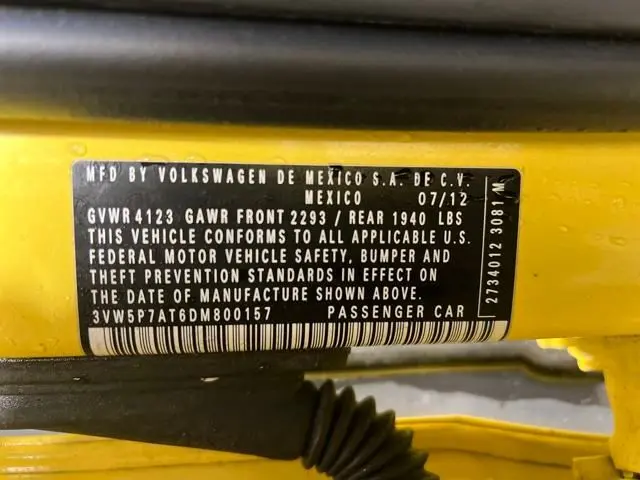 MFD BY VOLKSWAGEN DE MEXICO S.A. DE C.V.
MEXICO 07/12
GVWR 4123 GAWR FRONT 2293 / REAR 1940 LBS
THIS VEHICLE CONFORMS TO ALL APPLICABLE U.S.
FEDERAL MOTOR VEHICLE SAFETY, BUMPER AND
THEFT PREVENTION STANDARDS IN EFFECT ON
THE DATE OF MANUFACTURE SHOWN ABOVE.
3VW5P7AT6DM800157 PASSENGER CAR
2734012 3081 M